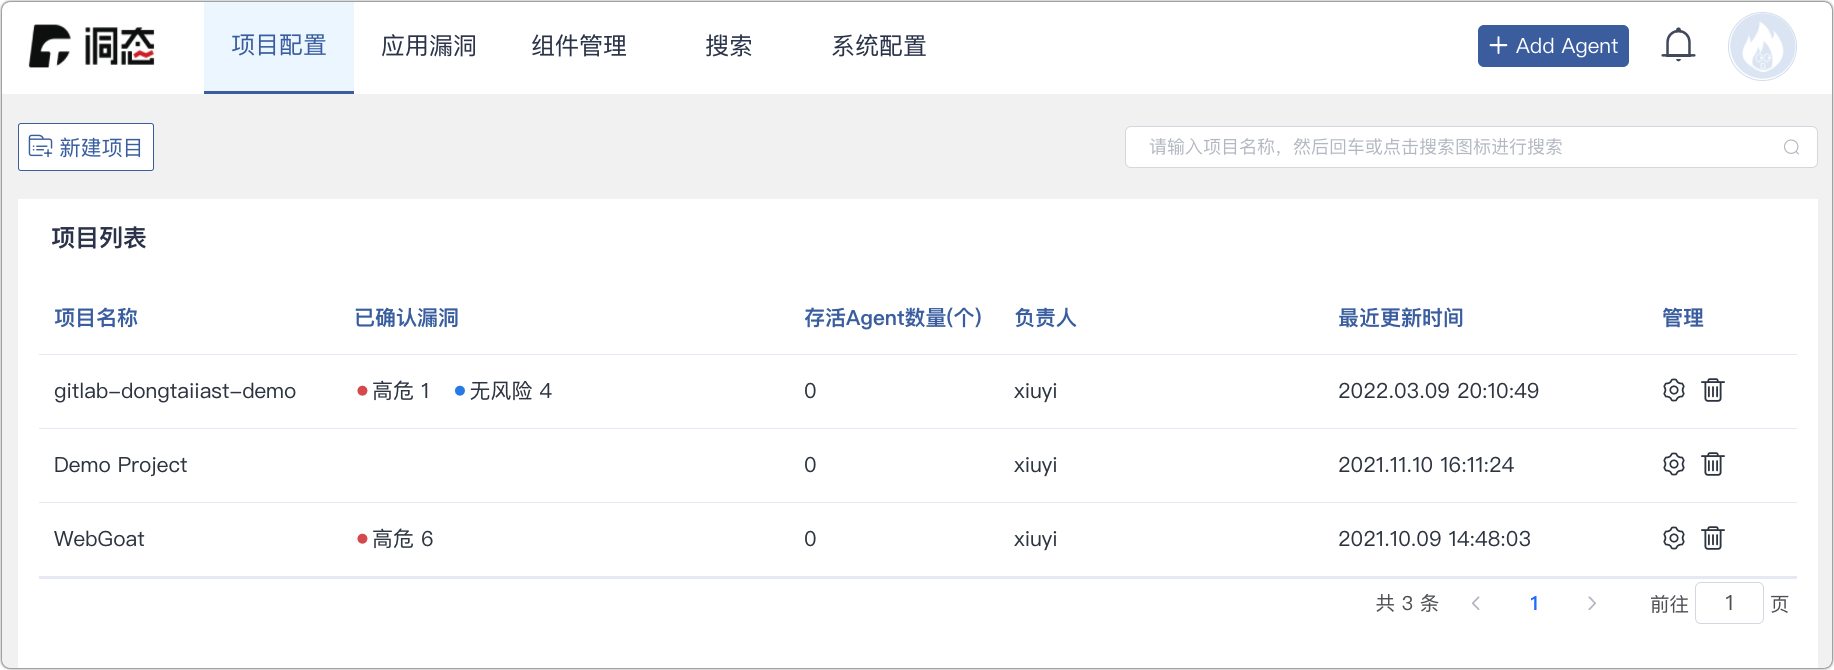 洞态 项目配置 应用漏洞 组件管理 搜索 系统配置 + Add Agent
新建项目 请输入项目名称，然后回车或点击搜索图标进行搜索
项目列表
项目名称 已确认漏洞 存活Agent数量(个) 负责人 最近更新时间 管理
gitlab-dongtaiiast-demo 高危 1 无风险 4 0 xiuyi 2022.03.09 20:10:49
Demo Project 0 xiuyi 2021.11.10 16:11:24
WebGoat 高危 6 0 xiuyi 2021.10.09 14:48:03
共 3 条 < 1 > 前往 1 页